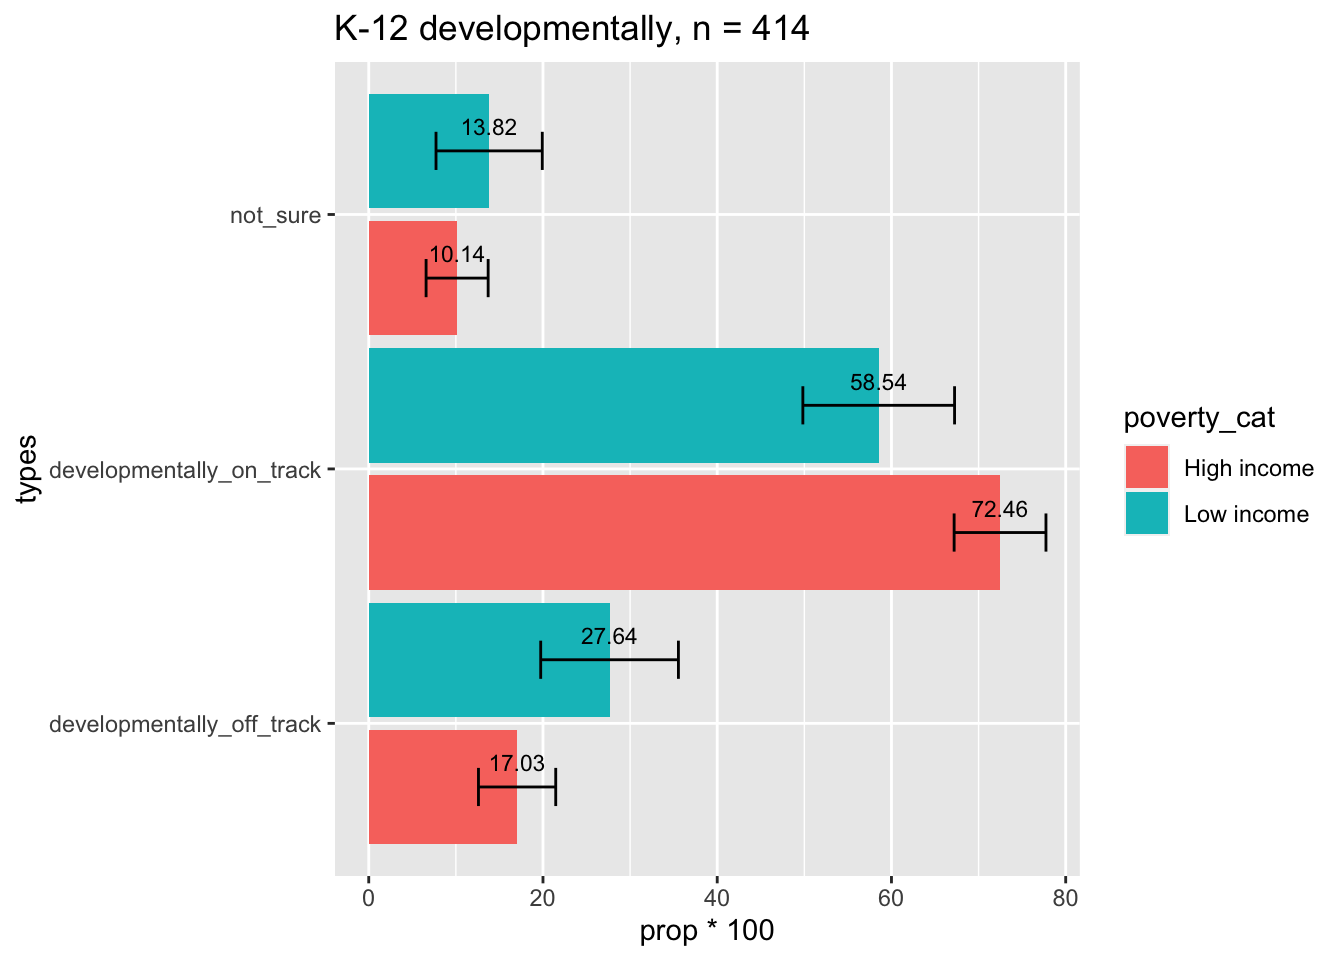 K-12 developmentally, n = 414
13.82
not_sure
10.14
58.54
developmentally_on_track
72.46
27.64
developmentally_off_track
17.03
types
0 20 40 60 80
prop * 100
poverty_cat
High income
Low income